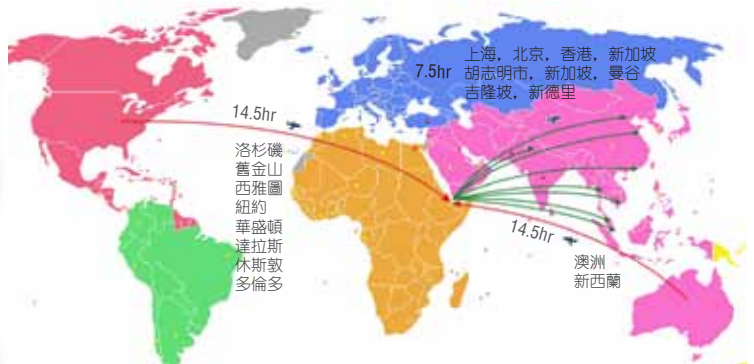 7.5hr
上海，北京，香港，新加坡
胡志明市，新加坡，曼谷
吉隆坡，新德里
14.5hr
洛杉磯
舊金山
西雅圖
紐約
華盛頓
達拉斯
休斯敦
多倫多
14.5hr
澳洲
新西蘭